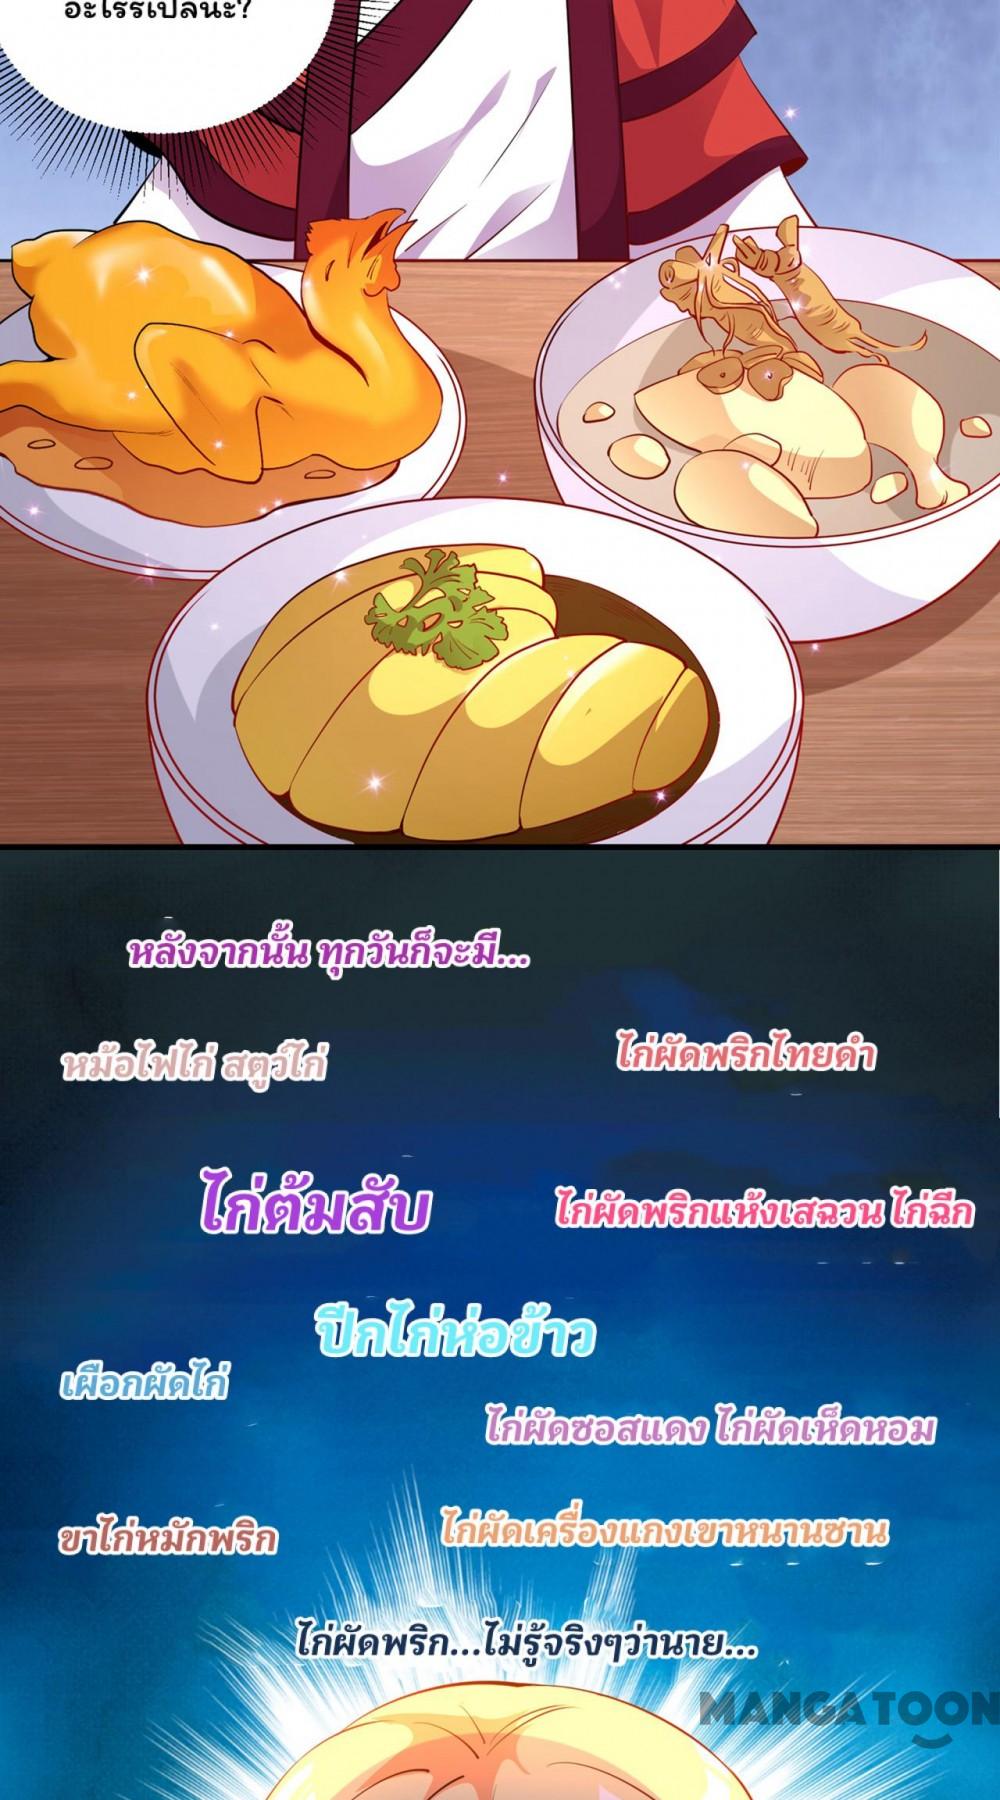 อะไรรึเปล่านะ?
หลังจากนั้น ทุกวันก็จะมี...
หม้อไฟไก่ สตูว์ไก่
ไก่ผัดพริกไทยดำ
ไก่ต้มสับ
ไก่ผัดพริกแห้งเสฉวน ไก่ฉีก
ปีกไก่ห่อข้าว
เผือกผัดไก่
ไก่ผัดซอสแดง ไก่ผัดเห็ดหอม
ขาไก่หมักพริก
ไก่ผัดเครื่องแกงเขาหนานซาน
ไก่ผัดพริก...ไม่รู้จริงๆว่านาย...
MANGATOON